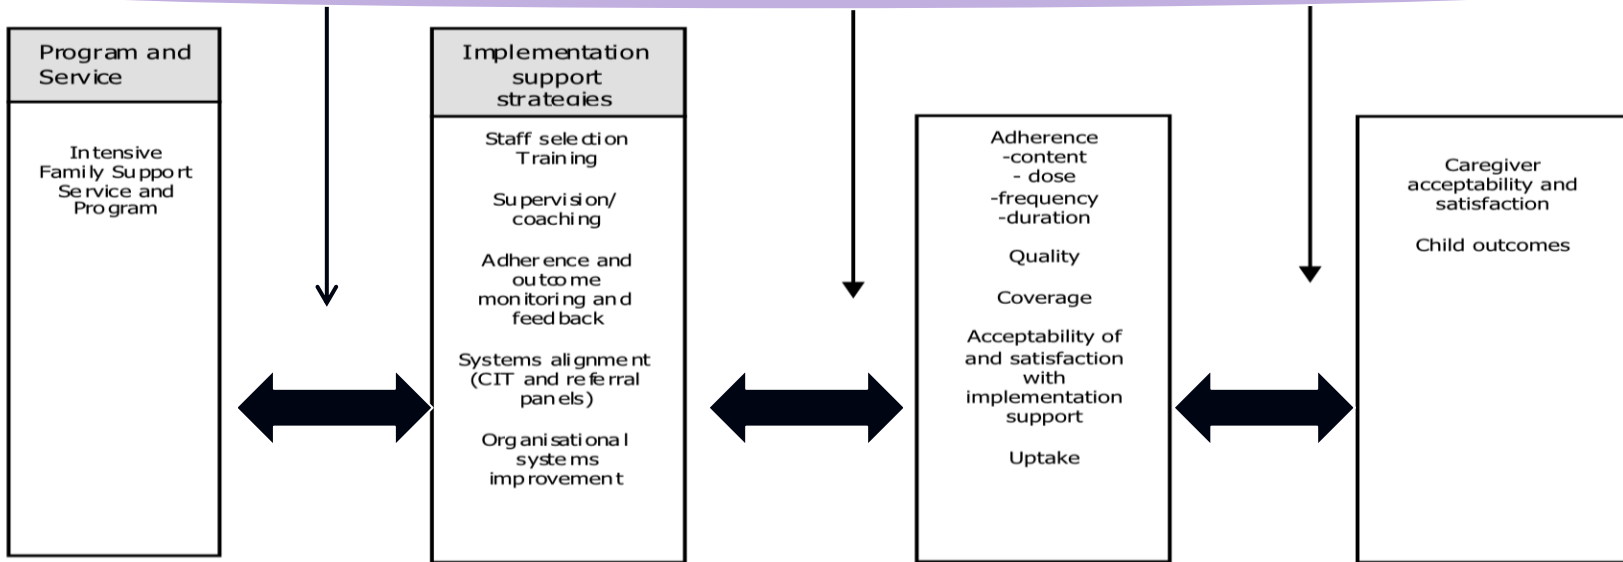 Program and
Service
Intensive
Family Support
Service and
Program
Implementation
support
strategies
Staff selection
Training
Supervision/
coaching
Adherence and
outcome
monitoring and
feedback
Systems alignment
(CIT and referral
panels)
Organisational
systems
improvement
Adherence
-content
- dose
-frequency
-duration
Quality
Coverage
Acceptability of
and satisfaction
with
implementation
support
Uptake
Caregiver
acceptability and
satisfaction
Child outcomes